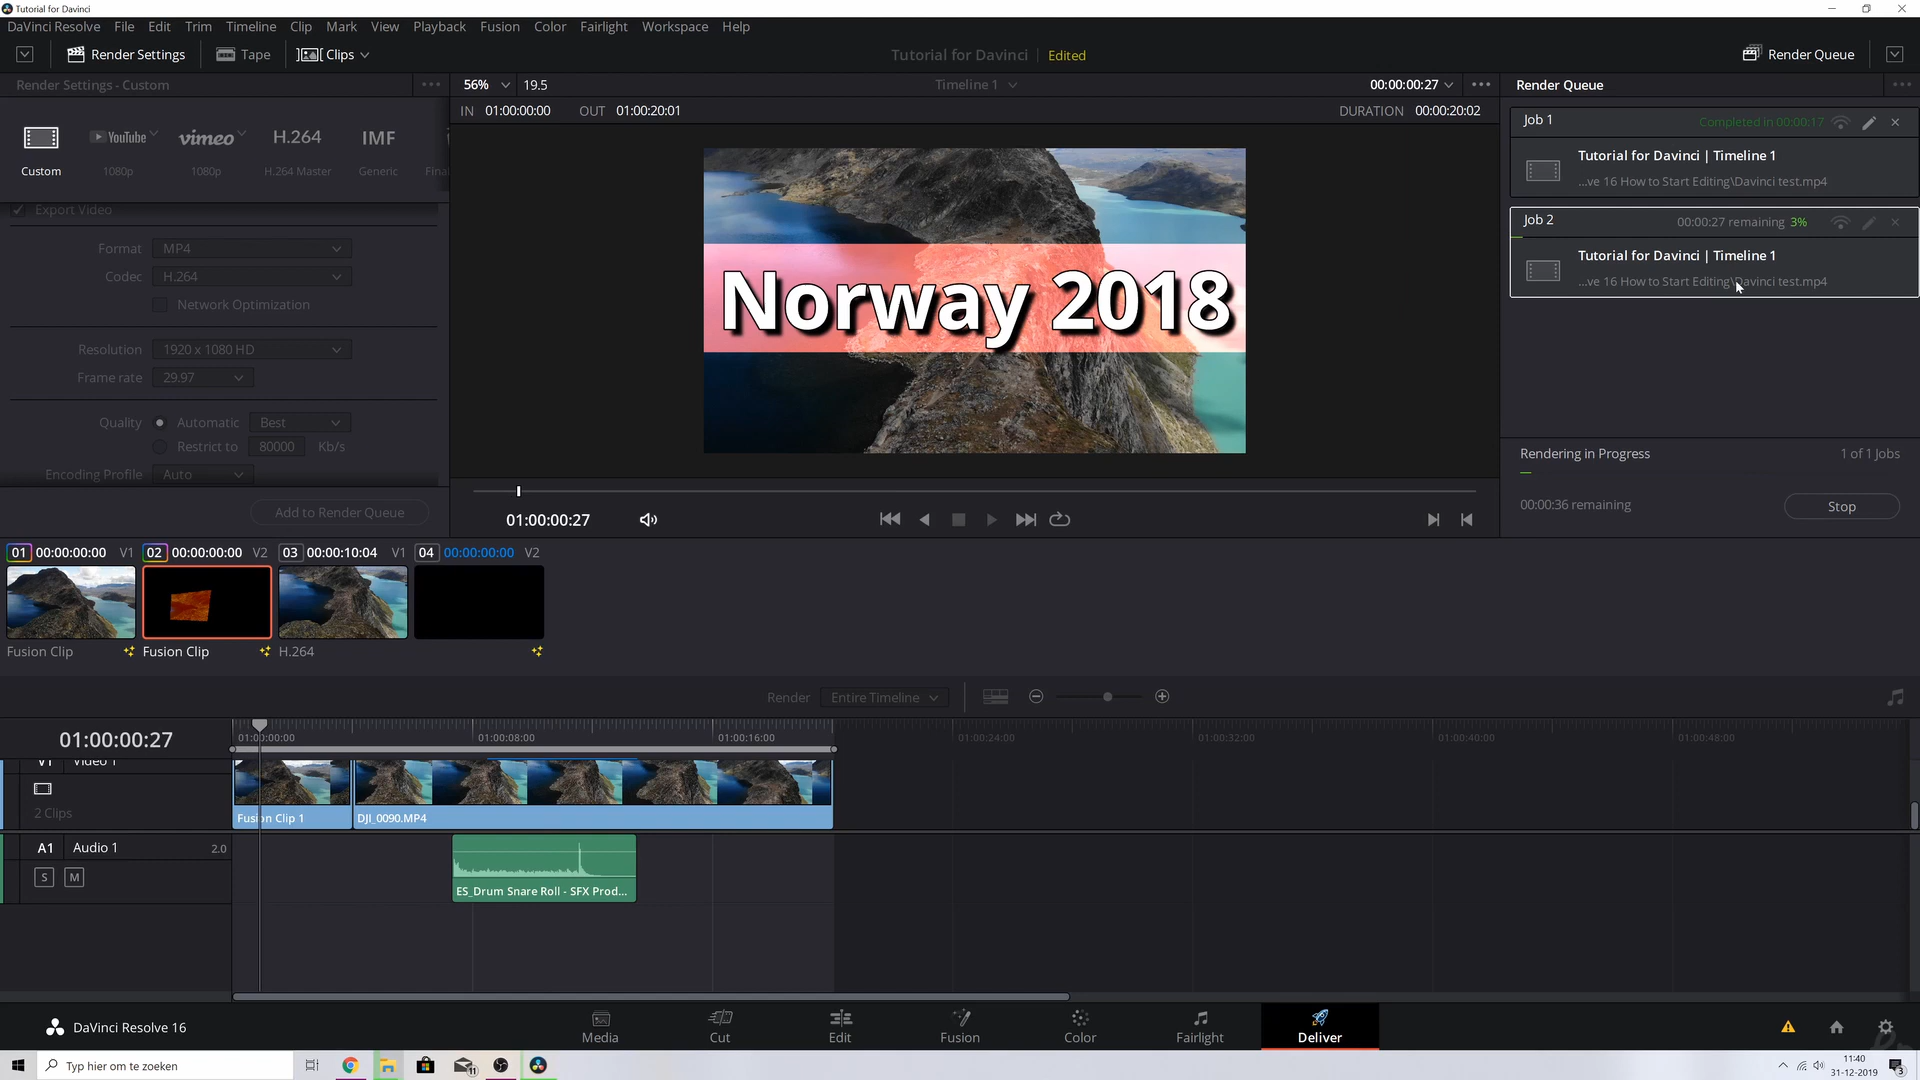 Tutorial for Davinci
DaVinci Resolve File Edit Trim Timeline Clip Mark View Playback Fusion Color Fairlight Workspace Help
Render Settings Tape Clips Tutorial for Davinci Edited Render Queue
Render Settings - Custom 56% 19.5 Timeline 1 00:00:00:27 Render Queue
IN 01:00:00:00 OUT 01:00:20:01 DURATION 00:00:20:02
Job 1 Completed in 00:00:17
YouTube vimeo H.264 IMF
Custom 1080p 1080p H.264 Master Generic
Tutorial for Davinci | Timeline 1
...ve 16 How to Start Editing\Davinci test.mp4
Export Video
Job 2 00:00:27 remaining 3%
Tutorial for Davinci | Timeline 1
...ve 16 How to Start Editing\Davinci test.mp4
Format MP4
Codec H.264
Network Optimization
Resolution 1920 x 1080 HD
Frame rate 29.97
Quality Automatic Best
Restrict to 80000 Kb/s
Encoding Profile Auto
Add to Render Queue
Norway 2018
01:00:00:27
Rendering in Progress 1 of 1 Jobs
00:00:36 remaining Stop
01 00:00:00:00 V1 02 00:00:00:00 V2 03 00:00:10:04 V1 04 00:00:00:00 V2
Fusion Clip Fusion Clip H.264
Render Entire Timeline
01:00:00:27 01:00:00:00 01:00:08:00 01:00:16:00 01:00:24:00 01:00:32:00 01:00:40:00 01:00:48:00
V1 Video 1
2 Clips
Fusion Clip 1 DJI_0090.MP4
A1 Audio 1 2.0
S M
ES_Drum Snare Roll - SFX Prod...
DaVinci Resolve 16 Media Cut Edit Fusion Color Fairlight Deliver
Typ hier om te zoeken 11 11:40
31-12-2019 3